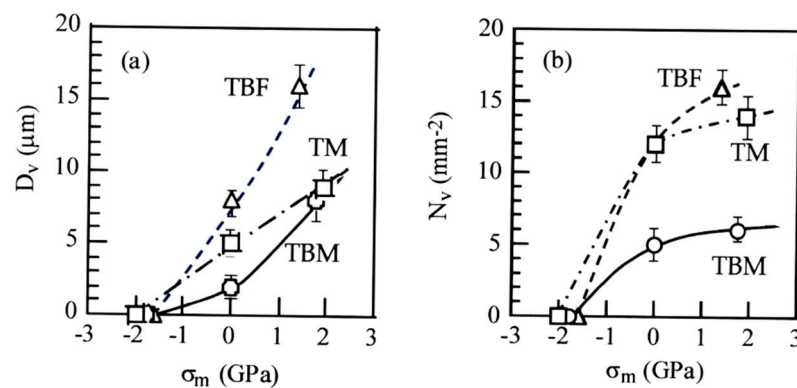 (a)
TBF
TM
TBM
D_v (μm)
20
15
10
5
0
-3 -2 -1 0 1 2 3
σ_m (GPa)
(b)
TBF
TM
TBM
N_v (mm⁻²)
20
15
10
5
0
-3 -2 -1 0 1 2 3
σ_m (GPa)